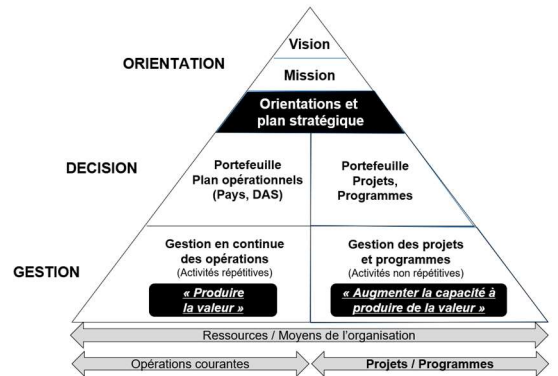 Vision
ORIENTATION
Mission
Orientations et
plan stratégique
DECISION
Portefeuille
Plan opérationnels
(Pays, DAS)
Portefeuille
Projets,
Programmes
GESTION
Gestion en continue
des opérations
(Activités répétitives)
« Produire
la valeur »
Gestion des projets
et programmes
(Activités non répétitives)
« Augmenter la capacité à
produire de la valeur »
Ressources / Moyens de l'organisation
Opérations courantes
Projets / Programmes